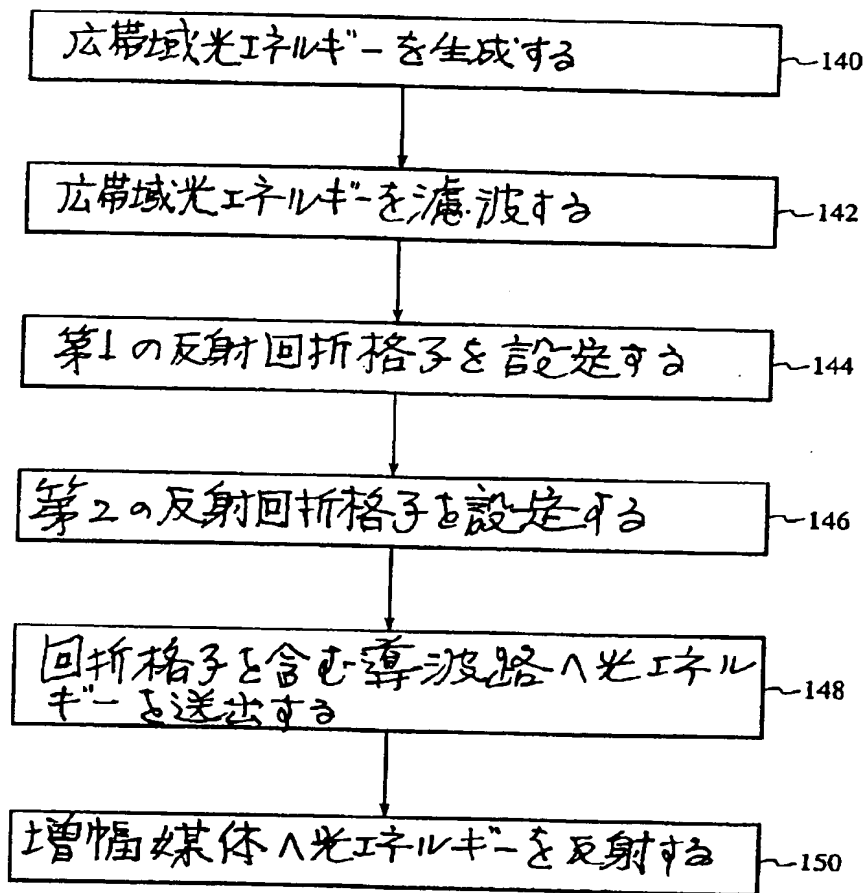 広帯域光エネルギーを生成する
140
広帯域光エネルギーを濾波する
142
第1の反射回折格子を設定する
144
第2の反射回折格子を設定する
146
回折格子を含む導波路へ光エネル
ギーを送出する
148
増幅媒体へ光エネルギーを反射する
150